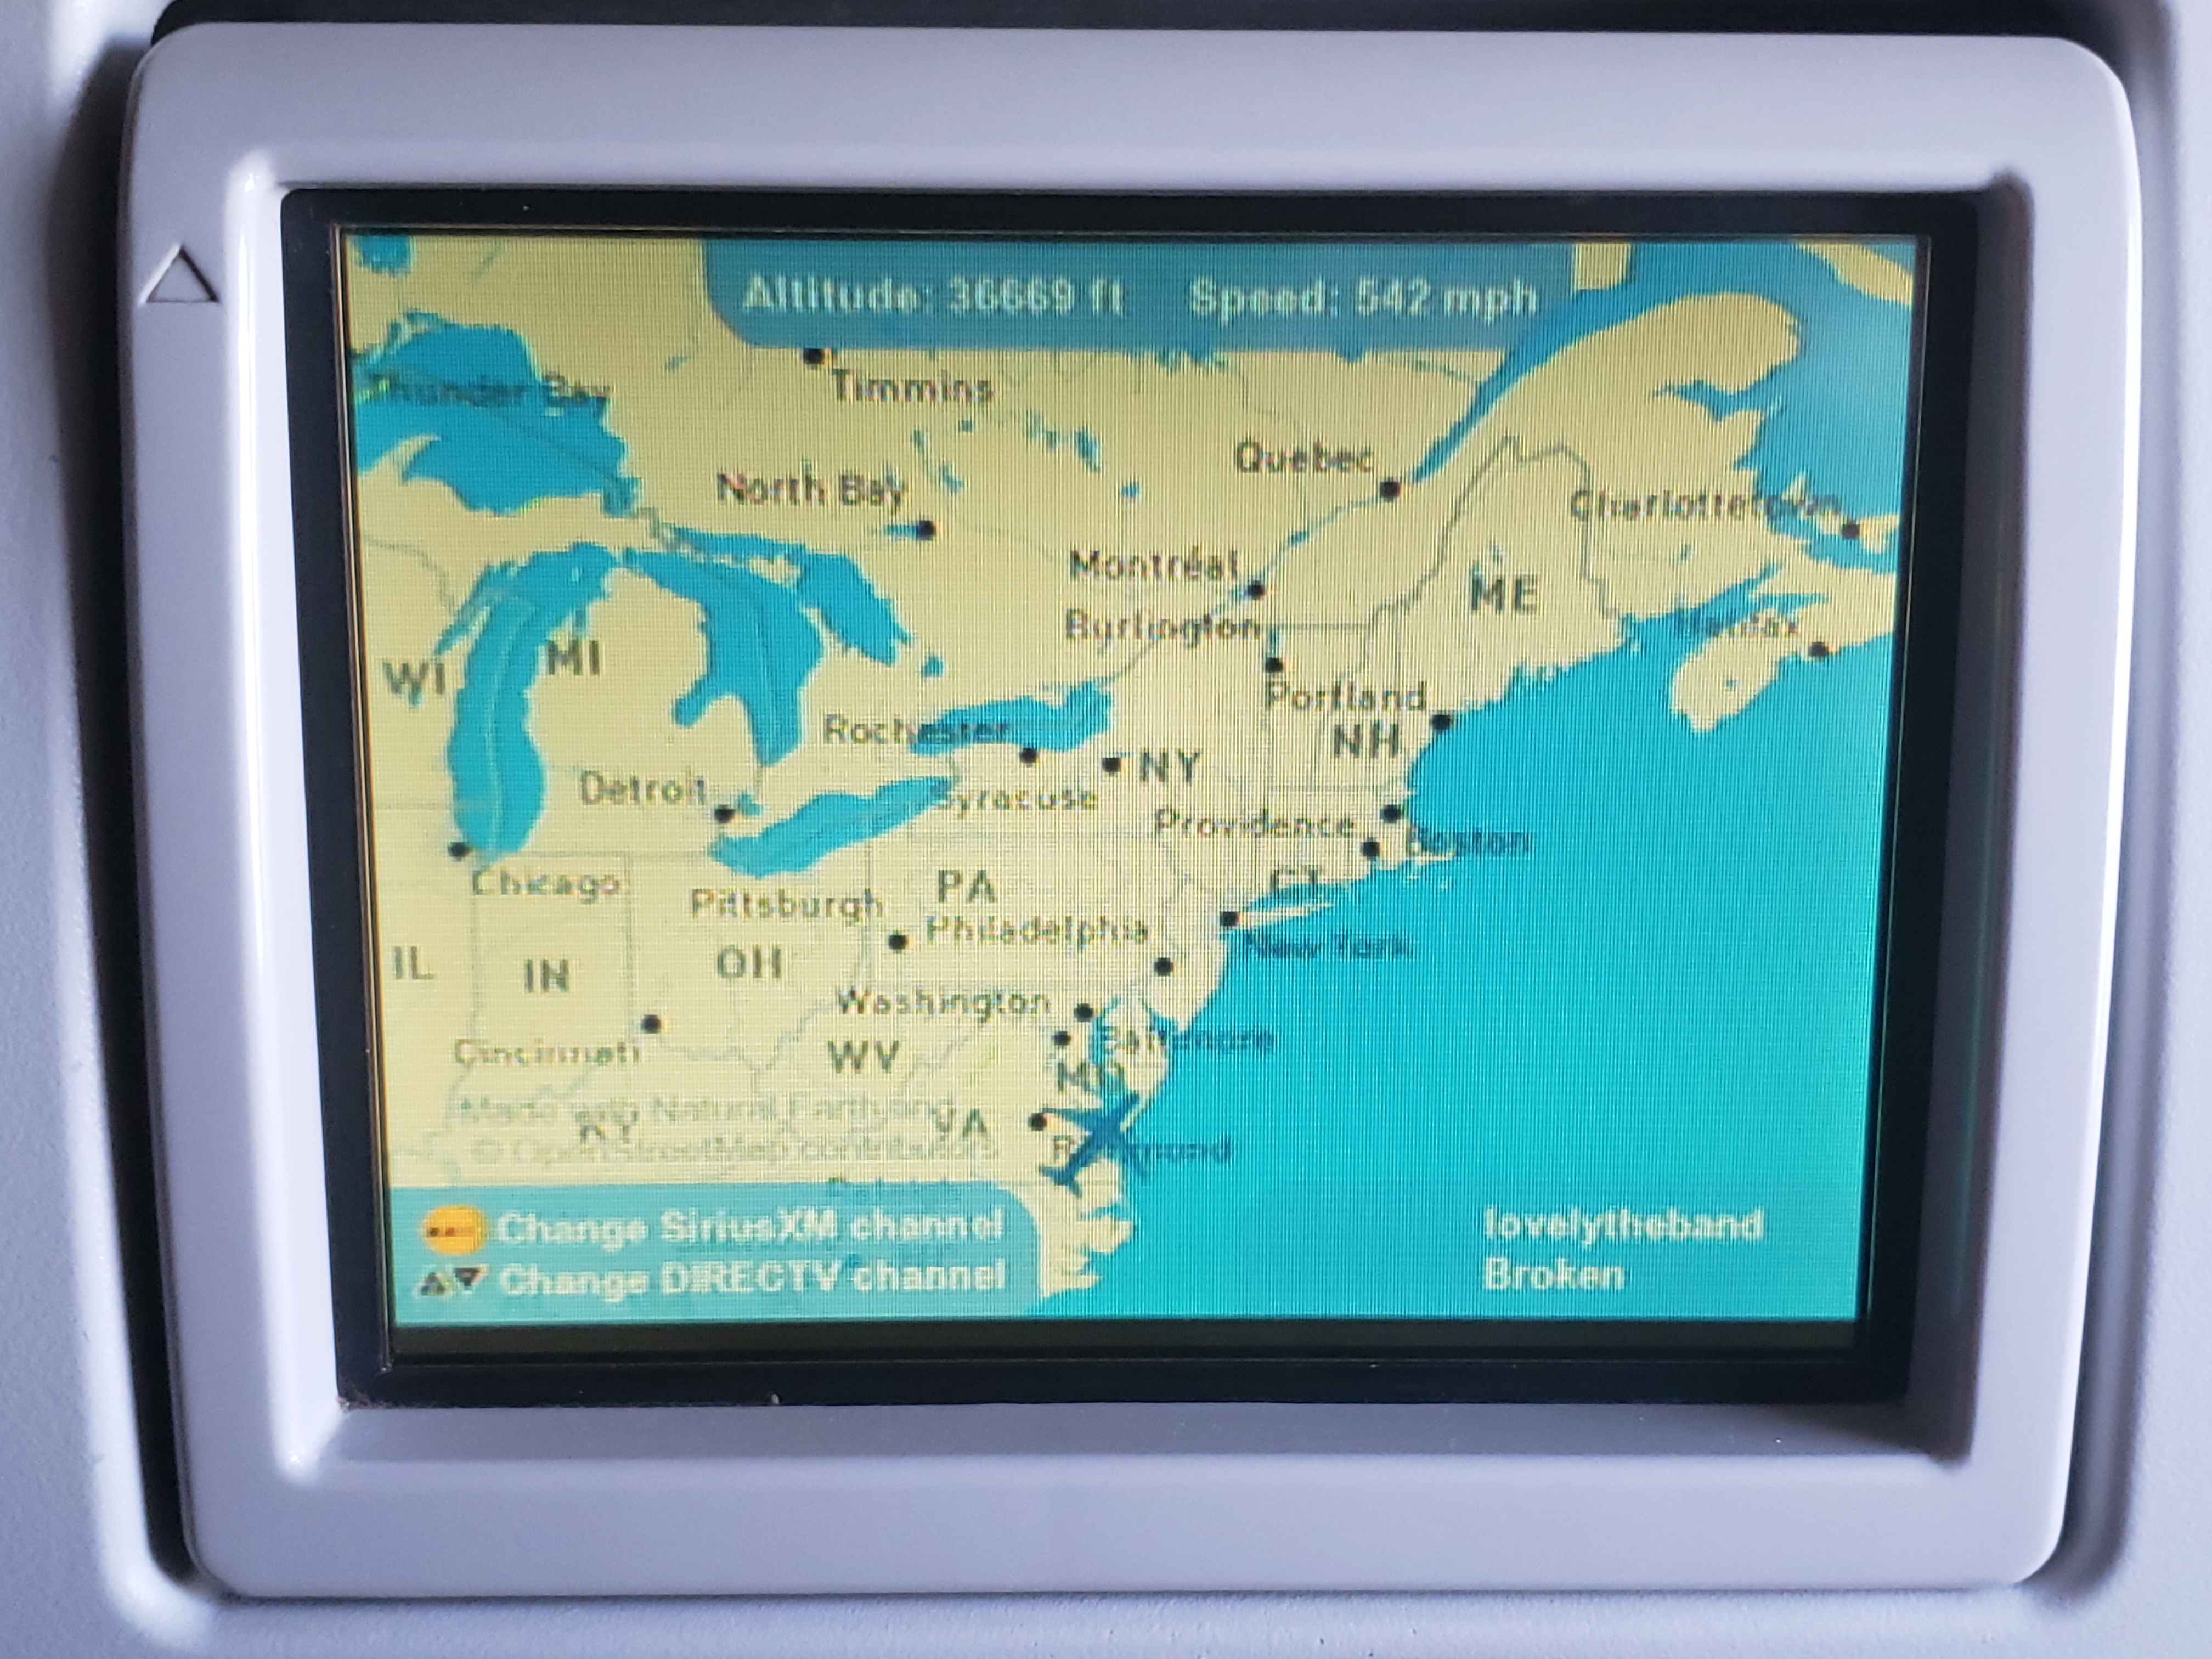 Altitude: 36669 ft Speed: 542 mph
Thunder Bay
Timmins
Quebec
North Bay
Charlottetown
Montréal
ME
Burlington
Halifax
MI
WI
Portland
Rochester
NH
NY
Detroit
Syracuse
Providence
Boston
Chicago
PA
CT
Pittsburgh
Philadelphia
New York
IL
IN
OH
Washington
Baltimore
Cincinnati
WV
MD
Made with Natural Earth and
KY
VA
© OpenStreetMap contributors
Richmond
Change SiriusXM channel
Change DIRECTV channel
lovelytheband
Broken